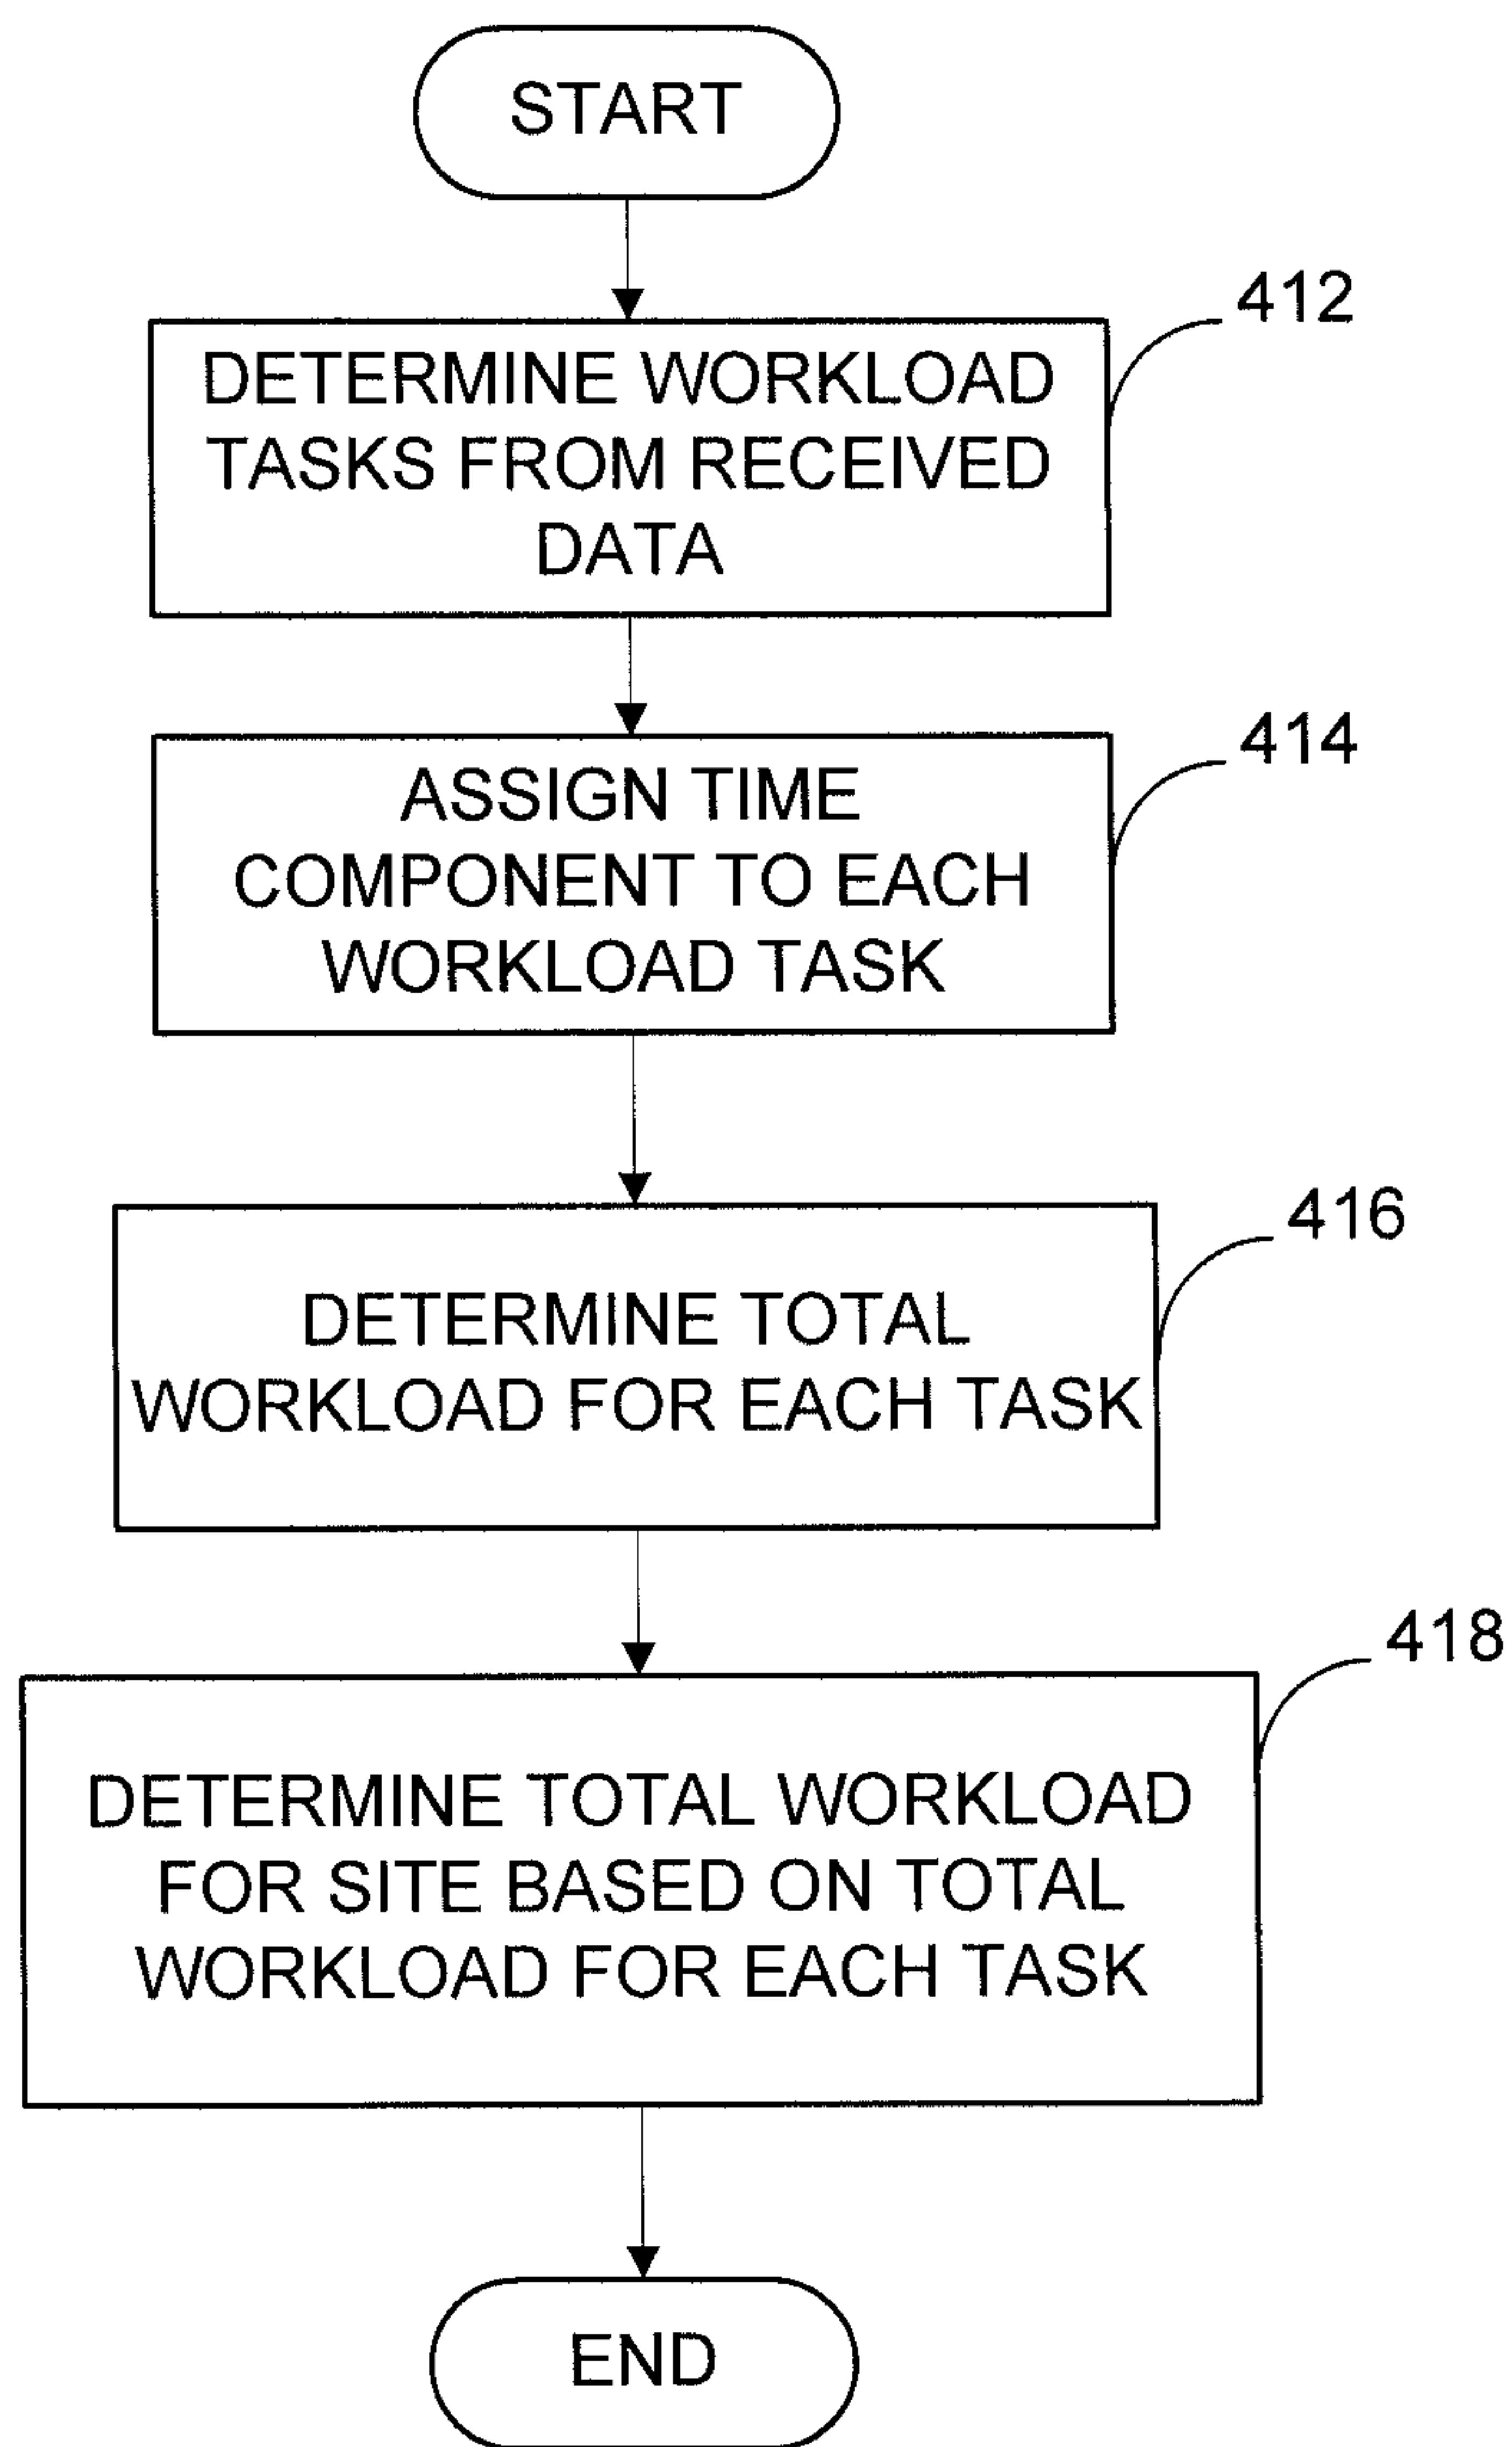 START
412
DETERMINE WORKLOAD
TASKS FROM RECEIVED
DATA
414
ASSIGN TIME
COMPONENT TO EACH
WORKLOAD TASK
416
DETERMINE TOTAL
WORKLOAD FOR EACH TASK
418
DETERMINE TOTAL WORKLOAD
FOR SITE BASED ON TOTAL
WORKLOAD FOR EACH TASK
END